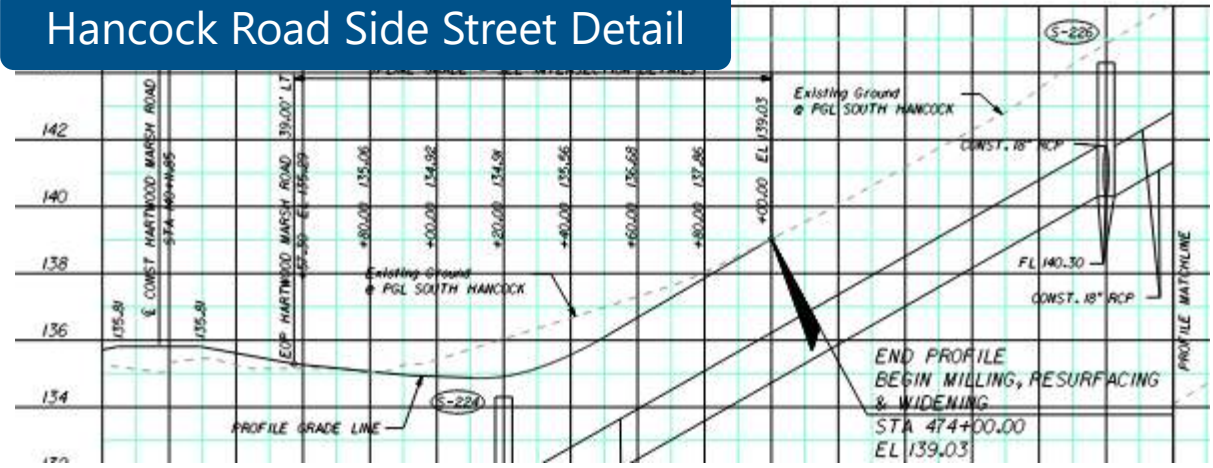 Hancock Road Side Street Detail
S-226
Existing Ground
@ PGL SOUTH HANCOCK
CONST. 18" RCP
142
140
138
136
134
132
135.81
℄ CONST HARTWOOD MARSH ROAD
135.81
EOP HARTWOOD MARSH ROAD 39.00' LT
+80.00 135.06
+00.00 134.92
+20.00 134.91
+40.00 135.56
+60.00 136.68
+80.00 137.86
+00.00 EL 139.03
Existing Ground
@ PGL SOUTH HANCOCK
FL 140.30
CONST. 18" RCP
PROFILE MATCHLINE
S-224
PROFILE GRADE LINE
END PROFILE
BEGIN MILLING, RESURFACING
& WIDENING
STA 474+00.00
EL 139.03